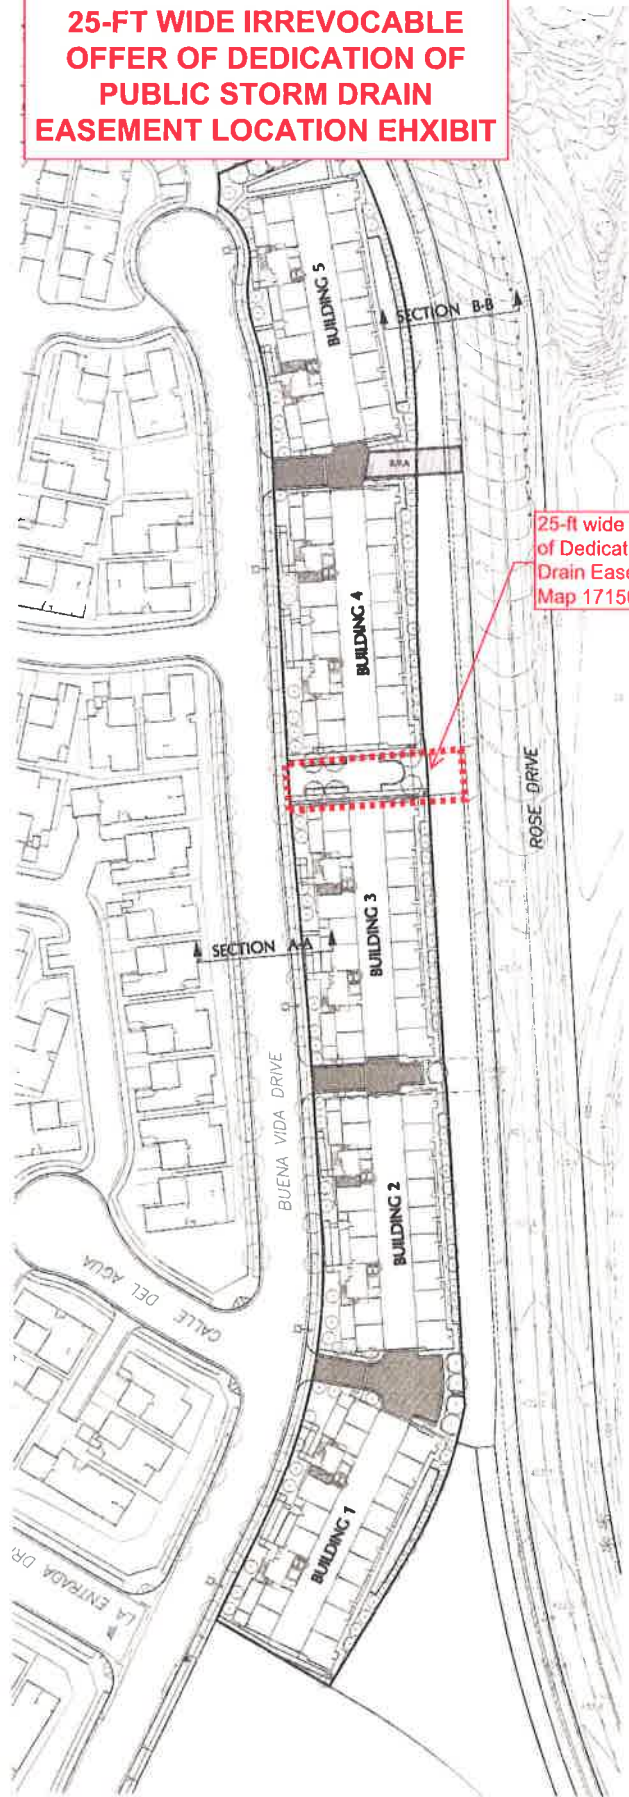 25-FT WIDE IRREVOCABLE
OFFER OF DEDICATION OF
PUBLIC STORM DRAIN
EASEMENT LOCATION EHXIBIT
BUILDING 5
SECTION B-B
25-ft wide
of Dedicat
Drain Ease
Map 1715
BUILDING 4
ROSE DRIVE
BUILDING 3
SECTION A-A
BUENA VIDA DRIVE
BUILDING 2
CALLE DEL AGUA
BUILDING 1
LA ENTRADA DR